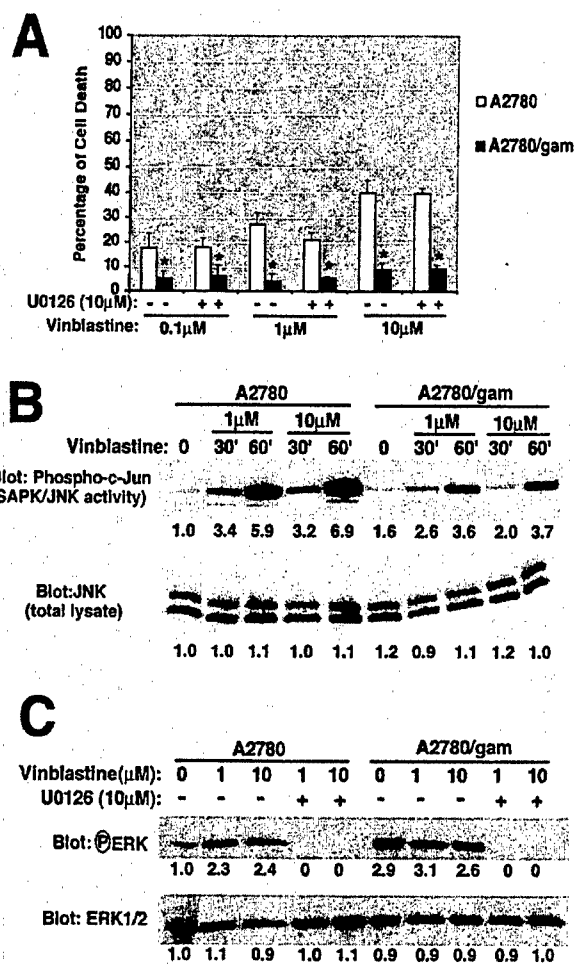 A
Percentage of Cell Death
100
90
80
70
60
50
40
30
20
10
0
* * * * * *
A2780
A2780/gam
U0126 (10μM): - - + + - - + + - - + +
Vinblastine: 0.1μM 1μM 10μM
B
A2780 A2780/gam
1μM 10μM 1μM 10μM
Vinblastine: 0 30' 60' 30' 60' 0 30' 60' 30' 60'
Blot: Phospho-c-Jun
SAPK/JNK activity)
1.0 3.4 5.9 3.2 6.9 1.6 2.6 3.6 2.0 3.7
Blot:JNK
(total lysate)
1.0 1.0 1.1 1.0 1.1 1.2 0.9 1.1 1.2 1.0
C
A2780 A2780/gam
Vinblastine(μM): 0 1 10 1 10 0 1 10 1 10
U0126 (10μM): - - - + + - - - + +
Blot: ⓅERK
1.0 2.3 2.4 0 0 2.9 3.1 2.6 0 0
Blot: ERK1/2
1.0 1.1 0.9 1.0 1.1 0.9 0.9 0.9 0.9 1.0